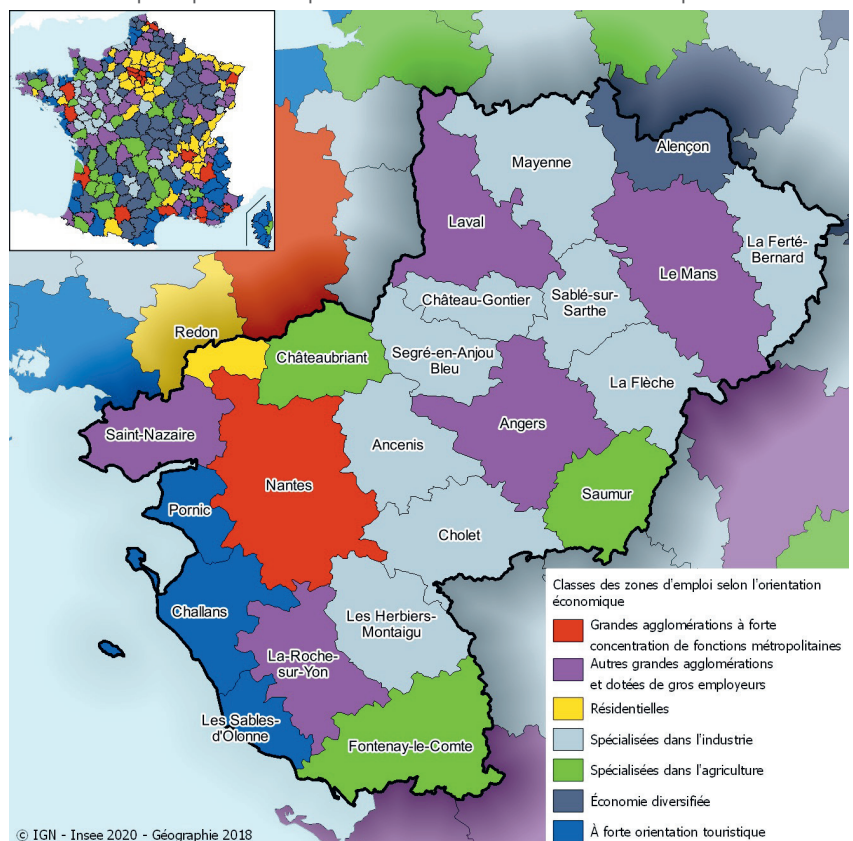 Mayenne
Alençon
Laval
La Ferté-
Bernard
Le Mans
Château-Gontier
Sablé-sur-
Sarthe
Redon
Châteaubriant
Segré-en-Anjou
Bleu
La Flèche
Saint-Nazaire
Ancenis
Angers
Nantes
Saumur
Pornic
Cholet
Challans
Les Herbiers-
Montaigu
La-Roche-
sur-Yon
Les Sables-
d'Olonne
Fontenay-le-Comte
Classes des zones d'emploi selon l'orientation
économique
Grandes agglomérations à forte
concentration de fonctions métropolitaines
Autres grandes agglomérations
et dotées de gros employeurs
Résidentielles
Spécialisées dans l'industrie
Spécialisées dans l'agriculture
Économie diversifiée
À forte orientation touristique
© IGN - Insee 2020 - Géographie 2018